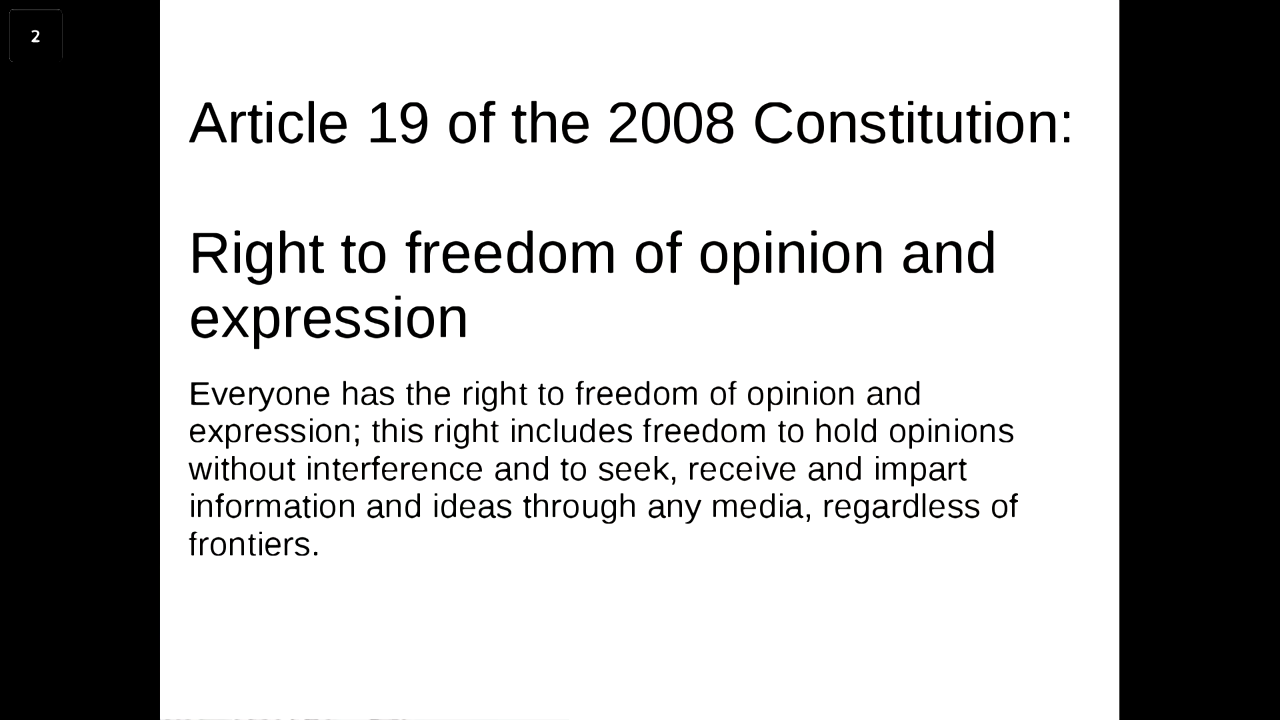 2
Article 19 of the 2008 Constitution:
Right to freedom of opinion and
expression
Everyone has the right to freedom of opinion and
expression; this right includes freedom to hold opinions
without interference and to seek, receive and impart
information and ideas through any media, regardless of
frontiers.